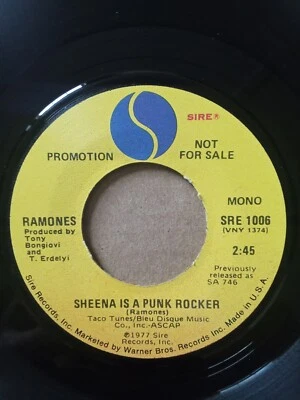 SIRE®
PROMOTION
NOT
FOR SALE
MONO
RAMONES
SRE 1006
Produced by
(VNY 1374)
Tony
Bongiovi
2:45
and
T. Erdelyi
Previously
released as
SA 746
SHEENA IS A PUNK ROCKER
(Ramones)
Taco Tunes/Bleu Disque Music
Co., Inc.-ASCAP
©1977 Sire
Records, Inc.
Sire Records, Inc. Marketed by Warner Bros. Records Inc. Made in U.S.A.